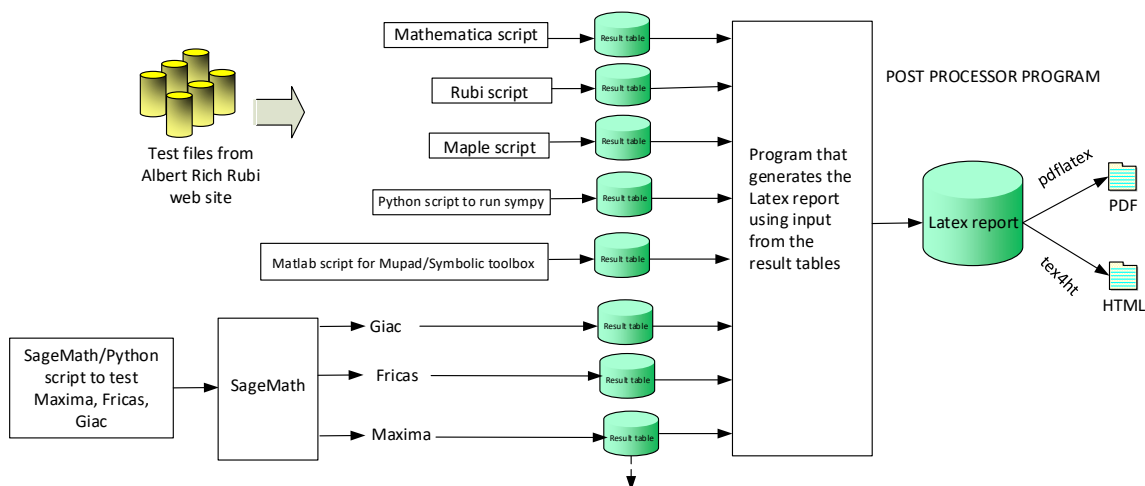 Mathematica script
Result table
Rubi script
Result table
Maple script
Result table
Python script to run sympy
Result table
Matlab script for Mupad/Symbolic toolbox
Result table
Test files from
Albert Rich Rubi
web site
SageMath/Python
script to test
Maxima, Fricas,
Giac
SageMath
Giac
Result table
Fricas
Result table
Maxima
Result table
Program that
generates the
Latex report
using input
from the
result tables
POST PROCESSOR PROGRAM
Latex report
pdflatex
PDF
tex4ht
HTML